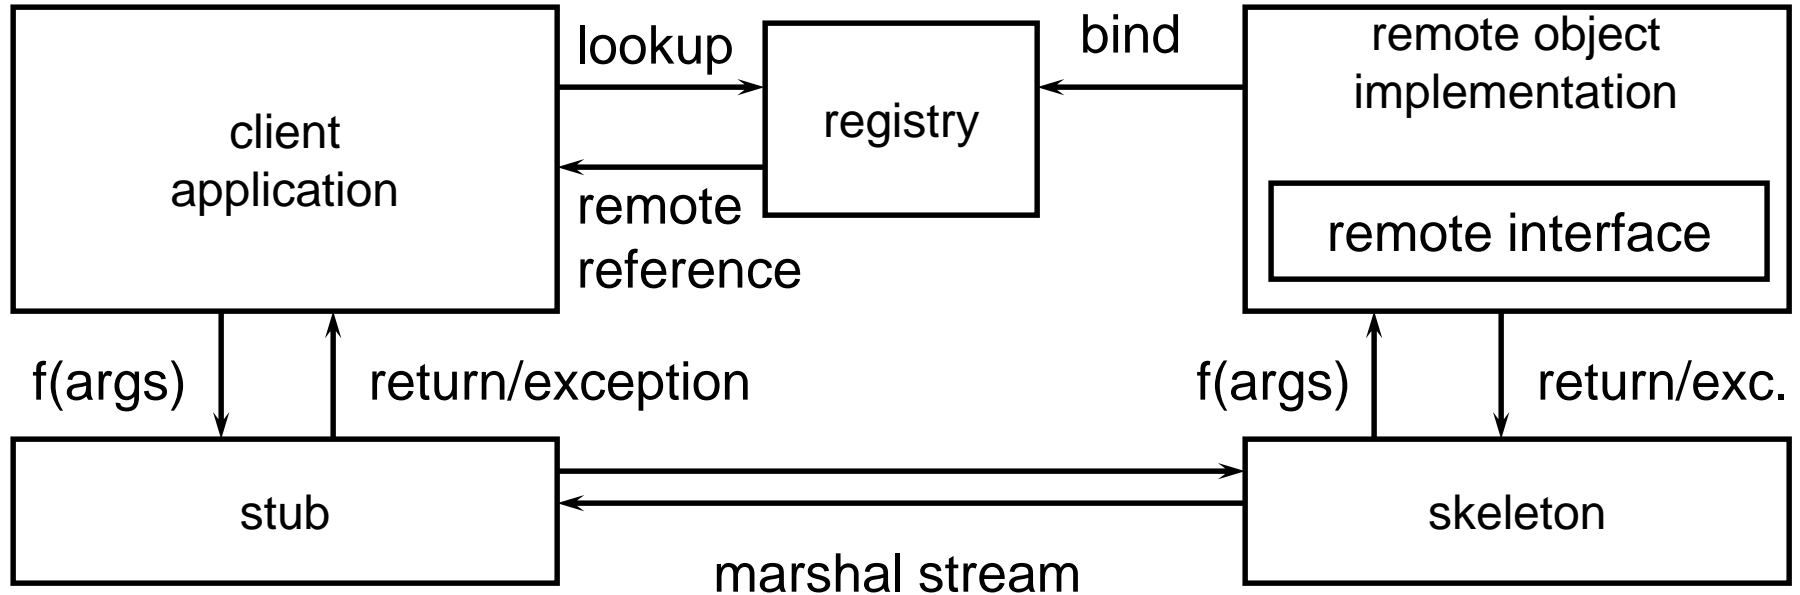 lookup
bind
remote object
implementation
client
application
registry
remote
reference
remote interface
f(args)
return/exception
f(args)
return/exc.
stub
skeleton
marshal stream